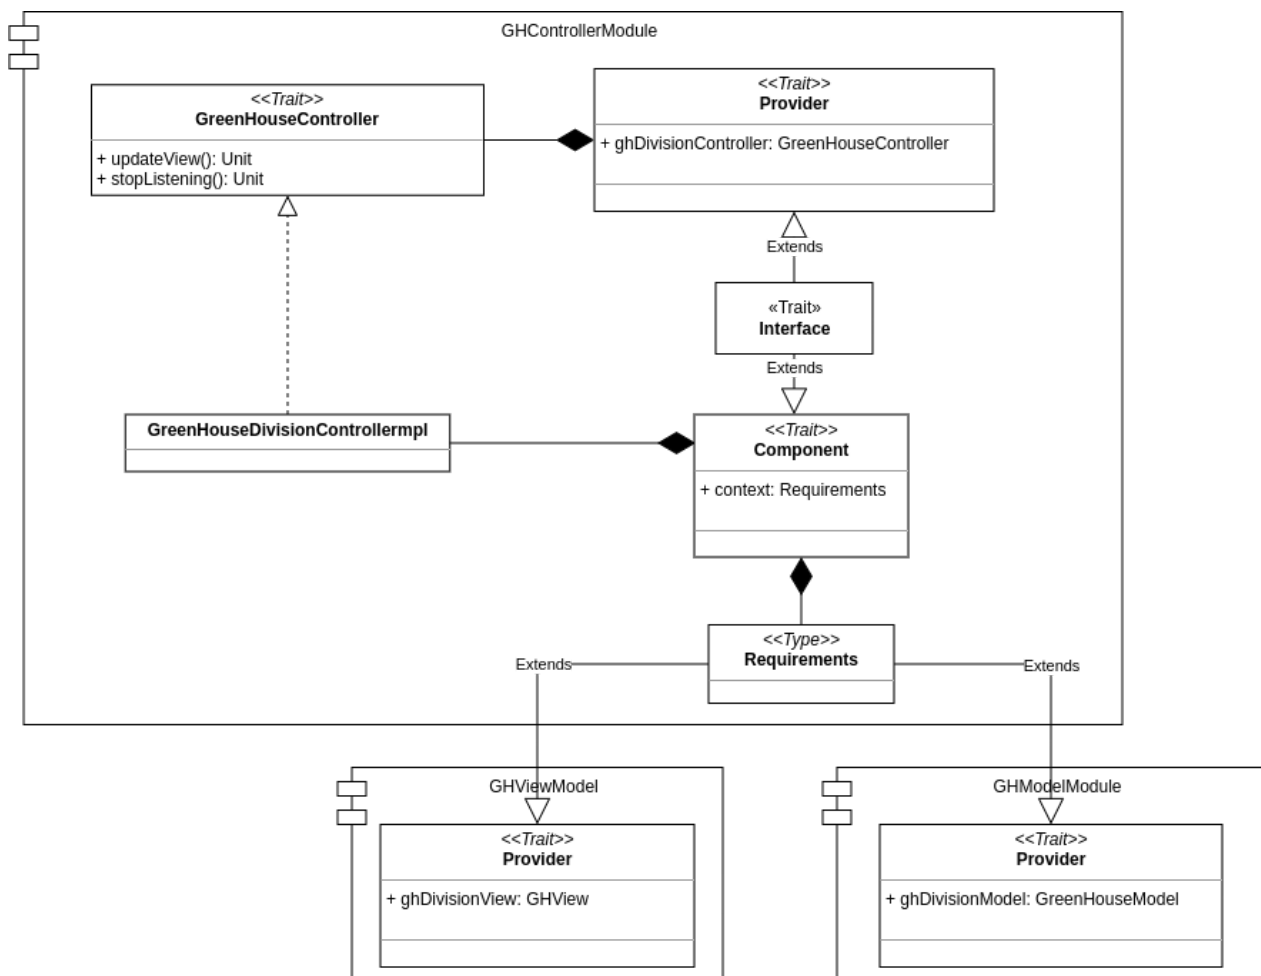 GHControllerModule
<<Trait>>
GreenHouseController
+ updateView(): Unit
+ stopListening(): Unit
<<Trait>>
Provider
+ ghDivisionController: GreenHouseController
Extends
«Trait»
Interface
Extends
GreenHouseDivisionControllermpl
<<Trait>>
Component
+ context: Requirements
<<Type>>
Requirements
Extends
Extends
GHViewModel
<<Trait>>
Provider
+ ghDivisionView: GHView
GHModelModule
<<Trait>>
Provider
+ ghDivisionModel: GreenHouseModel